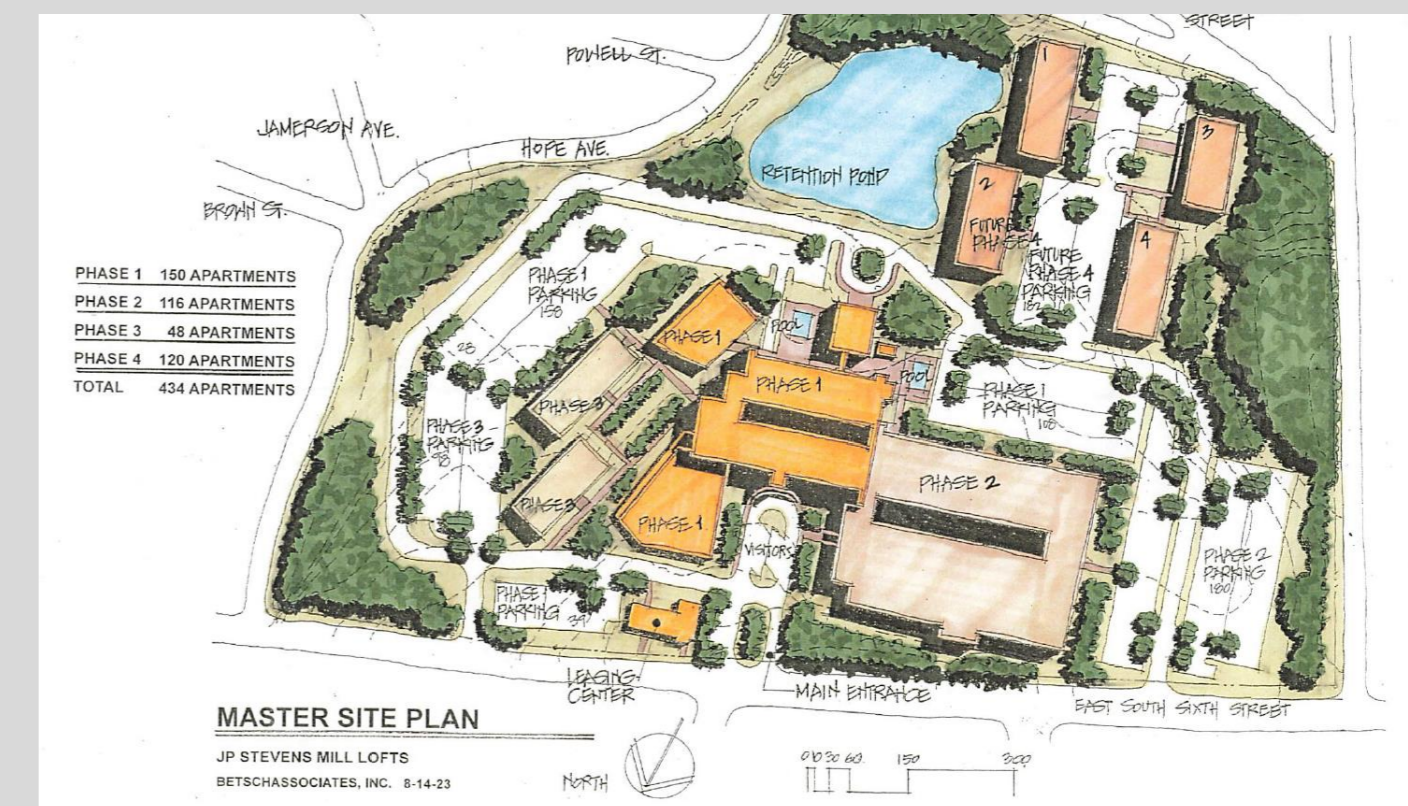 STREET
POWELL ST.
JAMERSON AVE.
HOPE AVE.
BROWN ST.
RETENTION POND
1
2
3
4
FUTURE
PHASE 4
FUTURE
PHASE 4
PARKING
PHASE 1 150 APARTMENTS
PHASE 2 116 APARTMENTS
PHASE 3 48 APARTMENTS
PHASE 4 120 APARTMENTS
TOTAL 434 APARTMENTS
PHASE 1
PARKING
158
28
POOL
PHASE 1
PHASE 1
POOL
PHASE 1
PARKING
108
PHASE 3
PHASE 3
PARKING
98
PHASE 3
PHASE 1
PHASE 2
VISITORS
PHASE 2
PARKING
180
PHASE 1
PARKING 34
LEASING
CENTER
MAIN ENTRANCE
EAST SOUTH SIXTH STREET
MASTER SITE PLAN
JP STEVENS MILL LOFTS
BETSCHASSOCIATES, INC. 8-14-23
NORTH
0 10 30 60 150 300